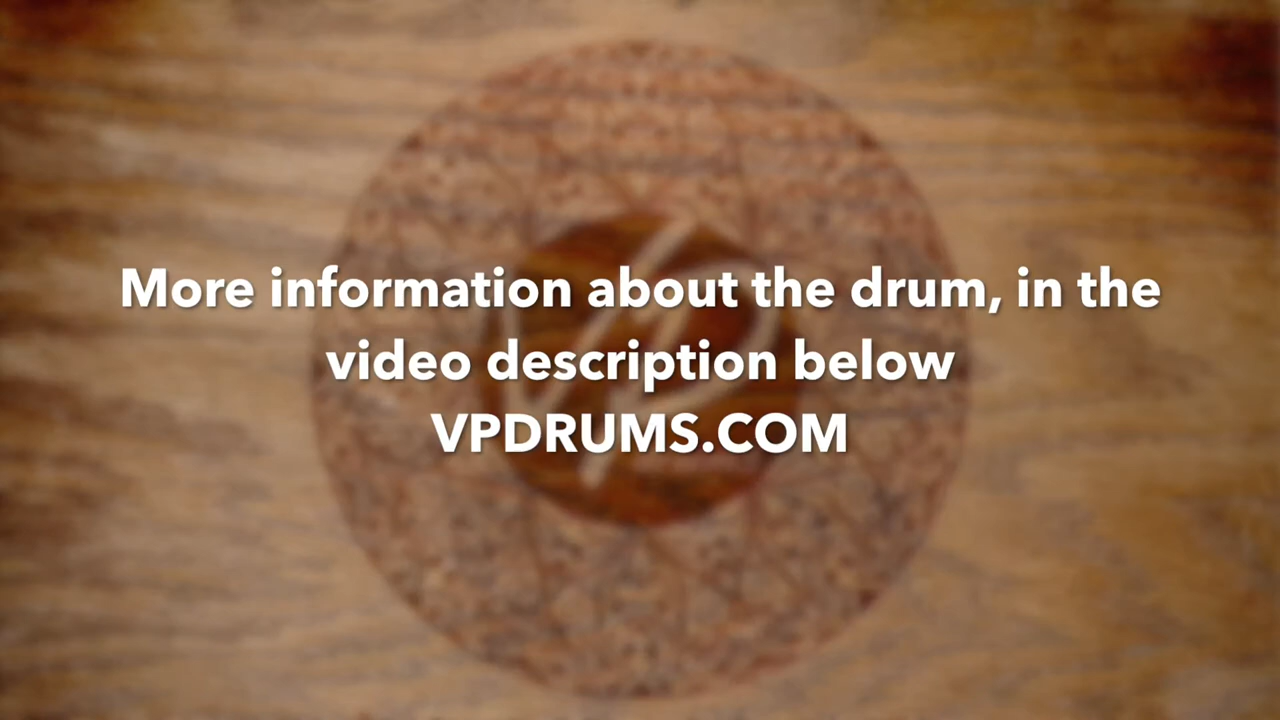 More information about the drum, in the
video description below
VPDRUMS.COM